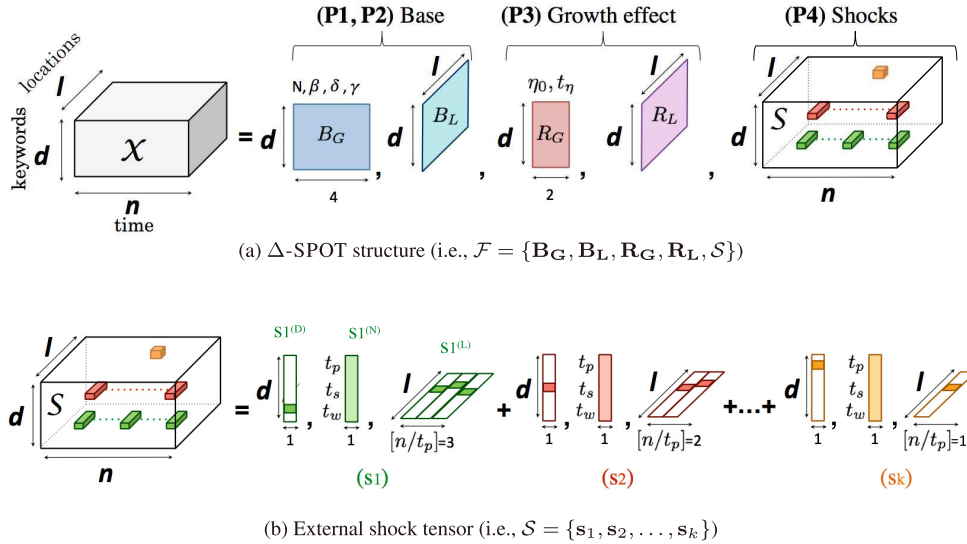 (P1, P2) Base
(P3) Growth effect
(P4) Shocks
locations
l
keywords
d
X
n
time
=
N, β, δ, γ
d
B_G
4
,
l
d
B_L
,
η₀, t_η
d
R_G
2
,
l
d
R_L
,
d
S
n
(a) Δ-SPOT structure (i.e., F = {B_G, B_L, R_G, R_L, S})
l
d
S
n
=
S1^(D)
d
1
,
S1^(N)
t_p
t_s
t_w
1
,
S1^(L)
l
[n/t_p]=3
(s1)
+
d
1
,
t_p
t_s
t_w
1
,
l
[n/t_p]=2
(s2)
+...+
d
1
,
t_p
t_s
t_w
1
,
l
[n/t_p]=1
(sk)
(b) External shock tensor (i.e., S = {s₁, s₂, . . . , s_k})